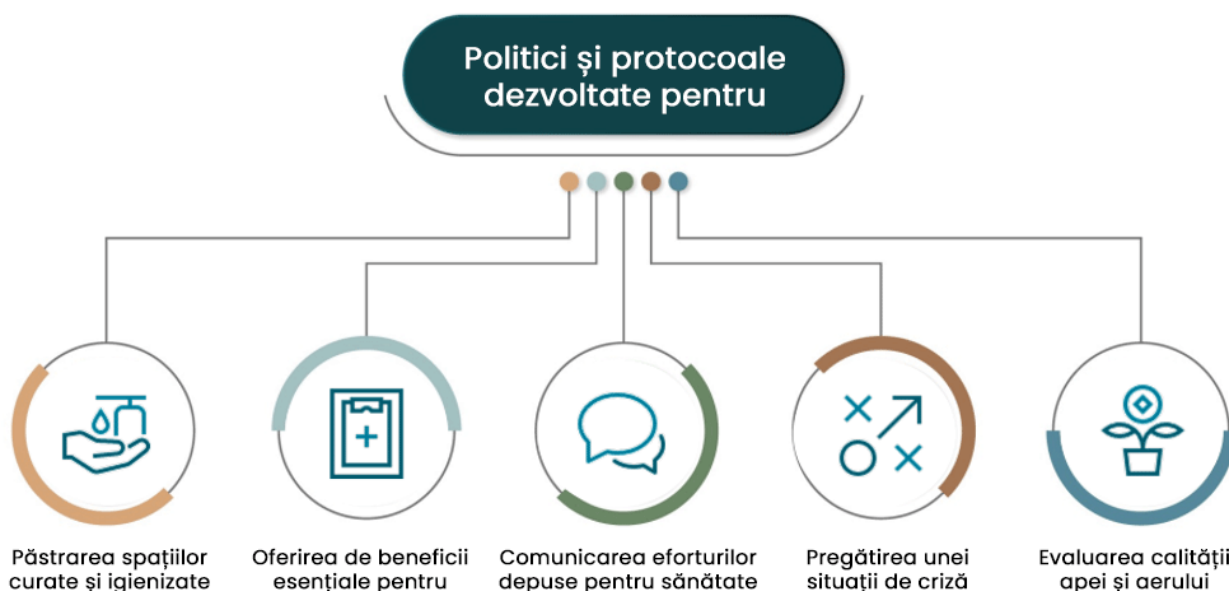 Politici și protocoale
dezvoltate pentru
Păstrarea spațiilor
curate și igienizate
Oferirea de beneficii
esențiale pentru
Comunicarea eforturilor
depuse pentru sănătate
Pregătirea unei
situații de criză
Evaluarea calității
apei și aerului